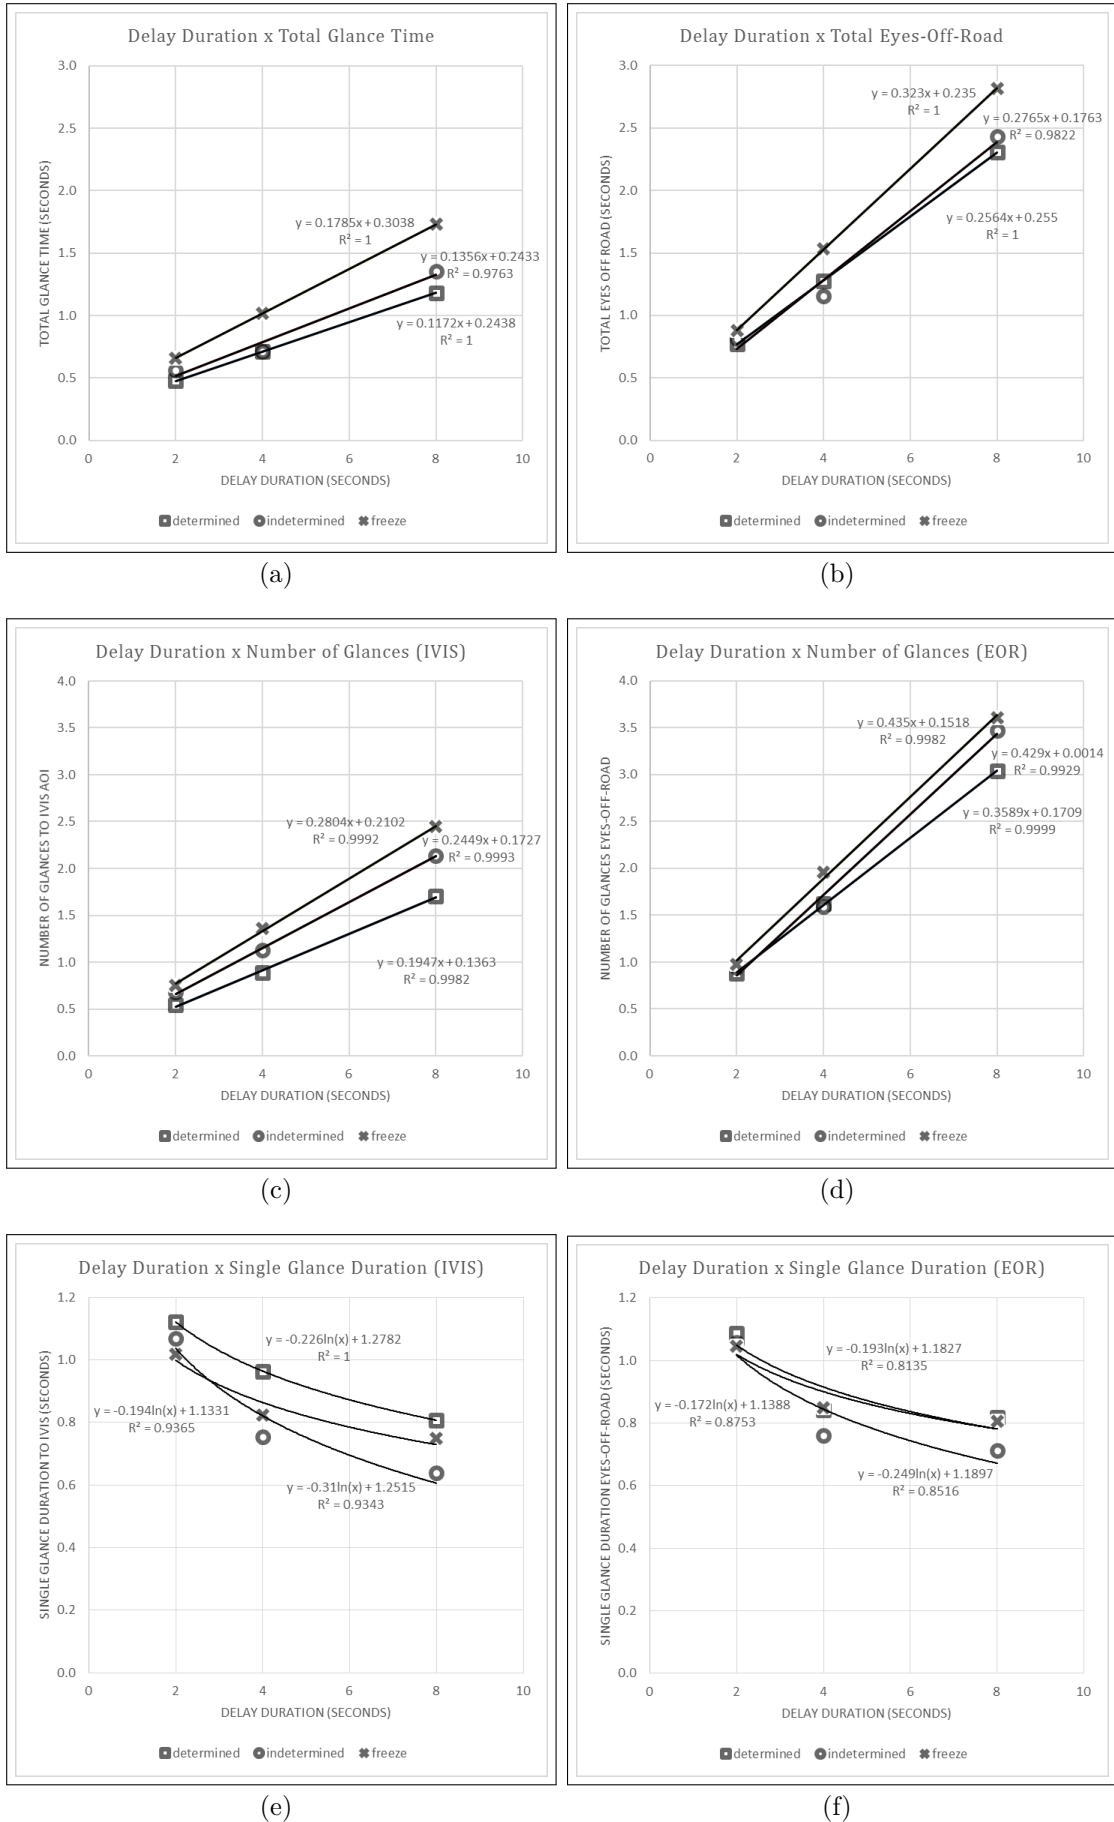 Delay Duration x Total Glance Time
3.0
2.5
2.0
1.5
1.0
0.5
0.0
TOTAL GLANCE TIME (SECONDS)
y = 0.1785x + 0.3038
R² = 1
y = 0.1356x + 0.2433
R² = 0.9763
y = 0.1172x + 0.2438
R² = 1
0 2 4 6 8 10
DELAY DURATION (SECONDS)
determined indetermined freeze
(a)
Delay Duration x Total Eyes-Off-Road
3.0
2.5
2.0
1.5
1.0
0.5
0.0
TOTAL EYES OFF ROAD (SECONDS)
y = 0.323x + 0.235
R² = 1
y = 0.2765x + 0.1763
R² = 0.9822
y = 0.2564x + 0.255
R² = 1
0 2 4 6 8 10
DELAY DURATION (SECONDS)
determined indetermined freeze
(b)
Delay Duration x Number of Glances (IVIS)
4.0
3.5
3.0
2.5
2.0
1.5
1.0
0.5
0.0
NUMBER OF GLANCES TO IVIS AOI
y = 0.2804x + 0.2102
R² = 0.9992
y = 0.2449x + 0.1727
R² = 0.9993
y = 0.1947x + 0.1363
R² = 0.9982
0 2 4 6 8 10
DELAY DURATION (SECONDS)
determined indetermined freeze
(c)
Delay Duration x Number of Glances (EOR)
4.0
3.5
3.0
2.5
2.0
1.5
1.0
0.5
0.0
NUMBER OF GLANCES EYES-OFF-ROAD
y = 0.435x + 0.1518
R² = 0.9982
y = 0.429x + 0.0014
R² = 0.9929
y = 0.3589x + 0.1709
R² = 0.9999
0 2 4 6 8 10
DELAY DURATION (SECONDS)
determined indetermined freeze
(d)
Delay Duration x Single Glance Duration (IVIS)
1.2
1.0
0.8
0.6
0.4
0.2
0.0
SINGLE GLANCE DURATION TO IVIS (SECONDS)
y = -0.226ln(x) + 1.2782
R² = 1
y = -0.194ln(x) + 1.1331
R² = 0.9365
y = -0.31ln(x) + 1.2515
R² = 0.9343
0 2 4 6 8 10
DELAY DURATION (SECONDS)
determined indetermined freeze
(e)
Delay Duration x Single Glance Duration (EOR)
1.2
1.0
0.8
0.6
0.4
0.2
0.0
SINGLE GLANCE DURATION EYES-OFF-ROAD (SECONDS)
y = -0.193ln(x) + 1.1827
R² = 0.8135
y = -0.172ln(x) + 1.1388
R² = 0.8753
y = -0.249ln(x) + 1.1897
R² = 0.8516
0 2 4 6 8 10
DELAY DURATION (SECONDS)
determined indetermined freeze
(f)